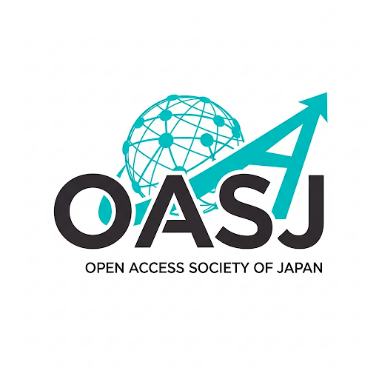 OASJ
OPEN ACCESS SOCIETY OF JAPAN